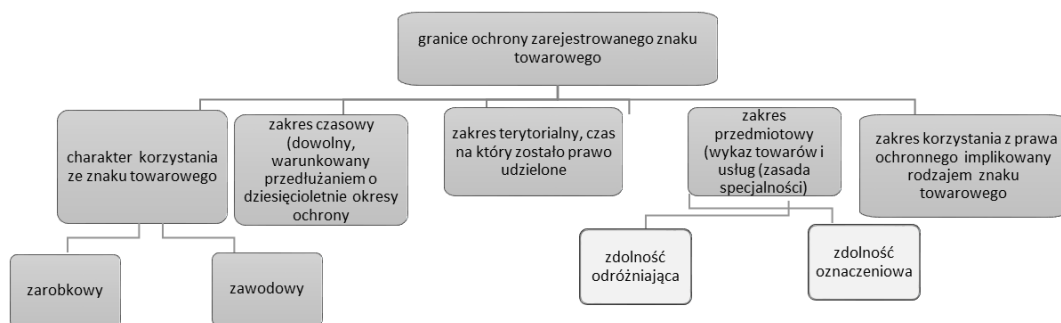 granice ochrony zarejestrowanego znaku
towarowego
charakter korzystania
ze znaku towarowego
zakres czasowy
(dowolny,
warunkowany
przedłużaniem o
dziesięcioletnie okresy
ochrony
zakres terytorialny, czas
na który zostało prawo
udzielone
zakres
przedmiotowy
(wykaz towarów i
usług (zasada
specjalności)
zakres korzystania z prawa
ochronnego implikowany
rodzajem znaku
towarowego
zarobkowy
zawodowy
zdolność
odróżniająca
zdolność
oznaczeniowa